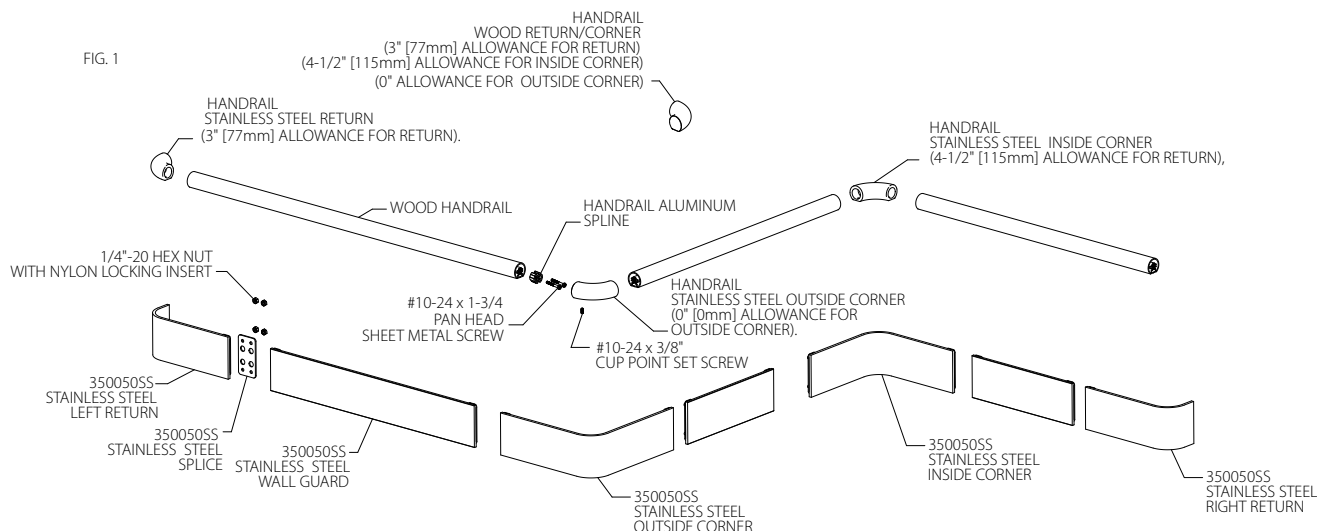 FIG. 1
HANDRAIL
WOOD RETURN/CORNER
(3" [77mm] ALLOWANCE FOR RETURN)
(4-1/2" [115mm] ALLOWANCE FOR INSIDE CORNER)
(0" ALLOWANCE FOR OUTSIDE CORNER)
HANDRAIL
STAINLESS STEEL RETURN
(3" [77mm] ALLOWANCE FOR RETURN).
HANDRAIL
STAINLESS STEEL INSIDE CORNER
(4-1/2" [115mm] ALLOWANCE FOR RETURN),
WOOD HANDRAIL
HANDRAIL ALUMINUM
SPLINE
1/4"-20 HEX NUT
WITH NYLON LOCKING INSERT
#10-24 x 1-3/4
PAN HEAD
SHEET METAL SCREW
HANDRAIL
STAINLESS STEEL OUTSIDE CORNER
(0" [0mm] ALLOWANCE FOR
OUTSIDE CORNER).
#10-24 x 3/8"
CUP POINT SET SCREW
350050SS
STAINLESS STEEL
LEFT RETURN
350050SS
STAINLESS STEEL
SPLICE
350050SS
STAINLESS STEEL
WALL GUARD
350050SS
STAINLESS STEEL
OUTSIDE CORNER
350050SS
STAINLESS STEEL
INSIDE CORNER
350050SS
STAINLESS STEEL
RIGHT RETURN